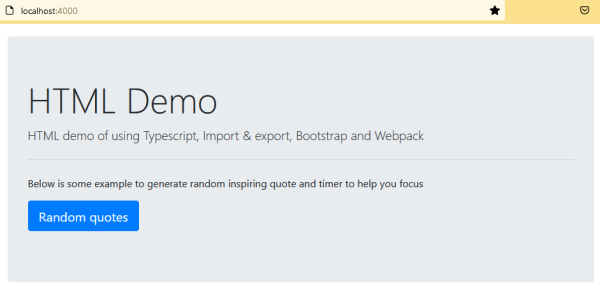 localhost:4000
HTML Demo
HTML demo of using Typescript, Import & export, Bootstrap and Webpack
Below is some example to generate random inspiring quote and timer to help you focus
Random quotes